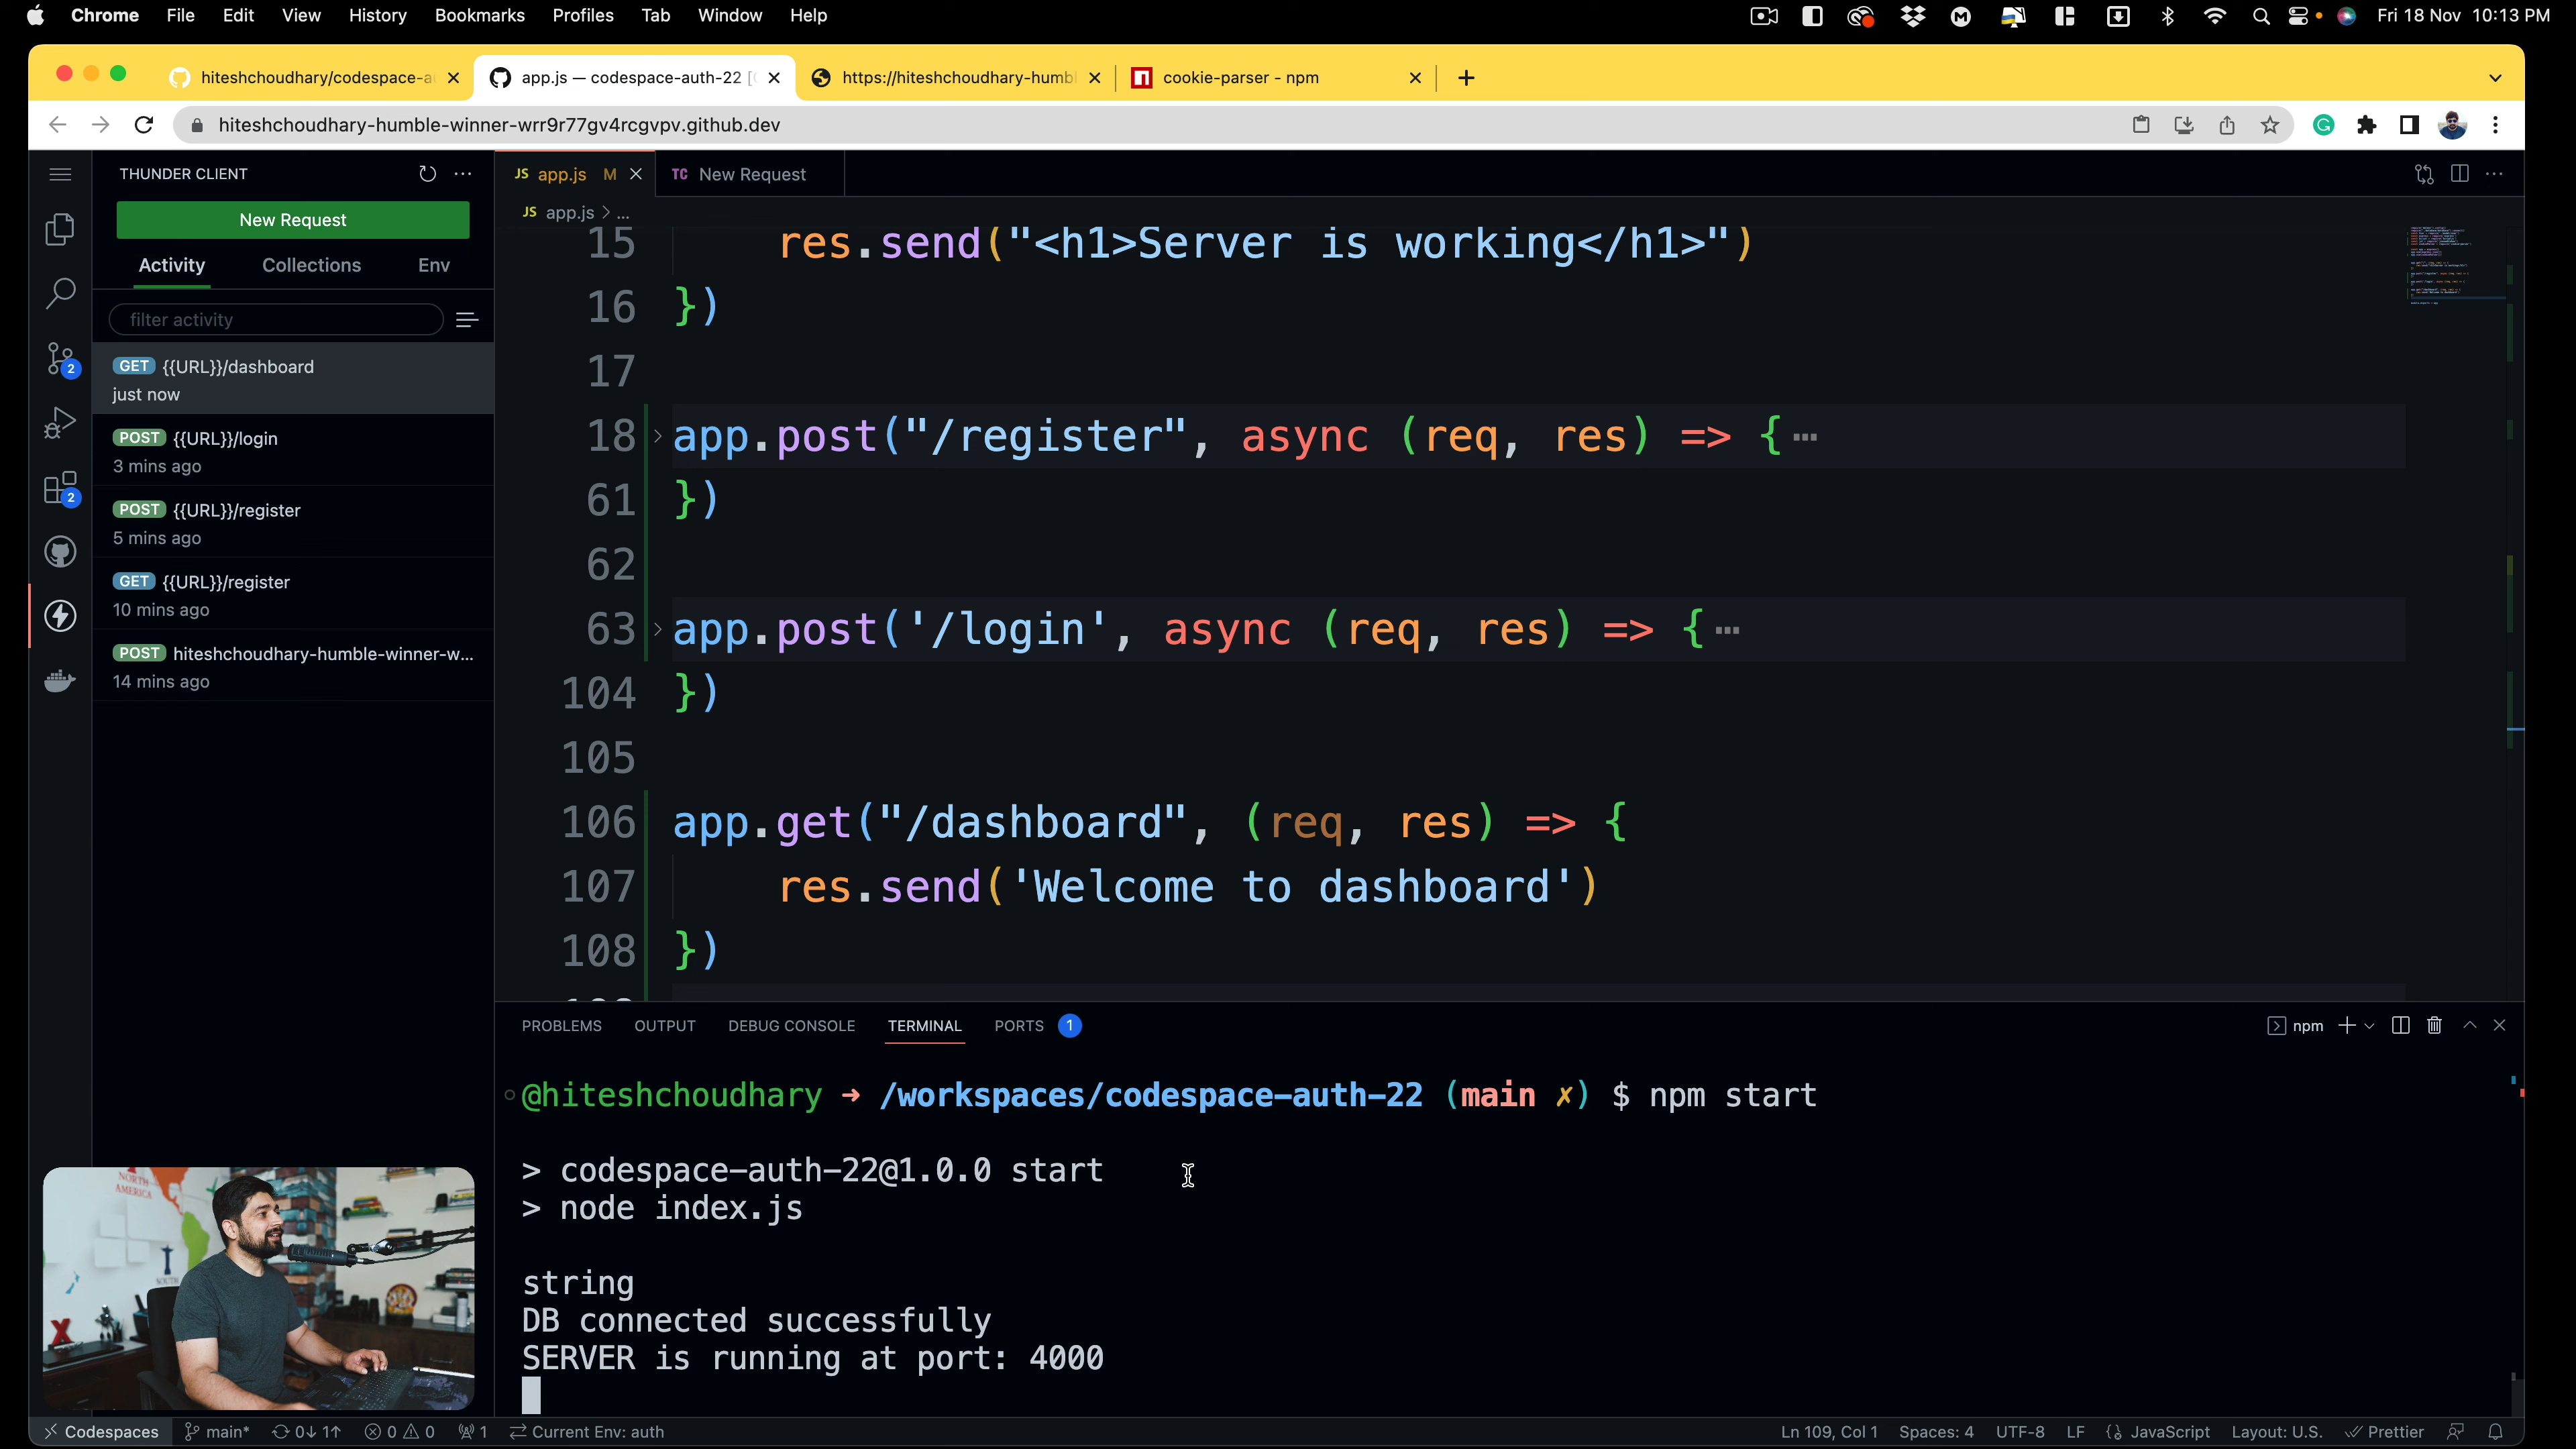 Chrome File Edit View History Bookmarks Profiles Tab Window Help Fri 18 Nov 10:13 PM
hiteshchoudhary/codespace-a
app.js — codespace-auth-22 [
https://hiteshchoudhary-humbl
cookie-parser - npm
hiteshchoudhary-humble-winner-wrr9r77gv4rcgvpv.github.dev
THUNDER CLIENT
New Request
Activity Collections Env
filter activity
GET {{URL}}/dashboard
just now
POST {{URL}}/login
3 mins ago
POST {{URL}}/register
5 mins ago
GET {{URL}}/register
10 mins ago
POST hiteshchoudhary-humble-winner-w...
14 mins ago
2
2
JS app.js M
TC New Request
JS app.js > ...
15 res.send("<h1>Server is working</h1>")
16 })
17
18 app.post("/register", async (req, res) => {…
61 })
62
63 app.post('/login', async (req, res) => {…
104 })
105
106 app.get("/dashboard", (req, res) => {
107 res.send('Welcome to dashboard')
108 })
PROBLEMS OUTPUT DEBUG CONSOLE TERMINAL PORTS 1
npm
@hiteshchoudhary ➜ /workspaces/codespace-auth-22 (main ✗) $ npm start
> codespace-auth-22@1.0.0 start
> node index.js
string
DB connected successfully
SERVER is running at port: 4000
NORTH
AMERICA
SOUTH
Codespaces main* 0↓ 1↑ 0 0 1 Current Env: auth
Ln 109, Col 1 Spaces: 4 UTF-8 LF JavaScript Layout: U.S. Prettier